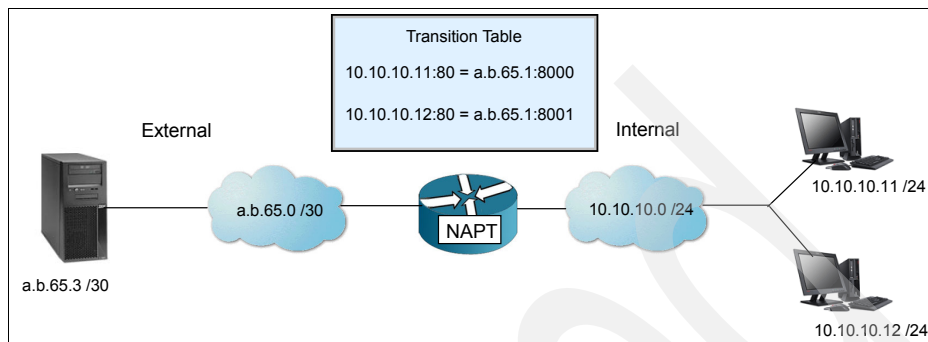 Transition Table
10.10.10.11:80 = a.b.65.1:8000
10.10.10.12:80 = a.b.65.1:8001
External
Internal
a.b.65.0 /30
NAPT
10.10.10.0 /24
10.10.10.11 /24
a.b.65.3 /30
10.10.10.12 /24